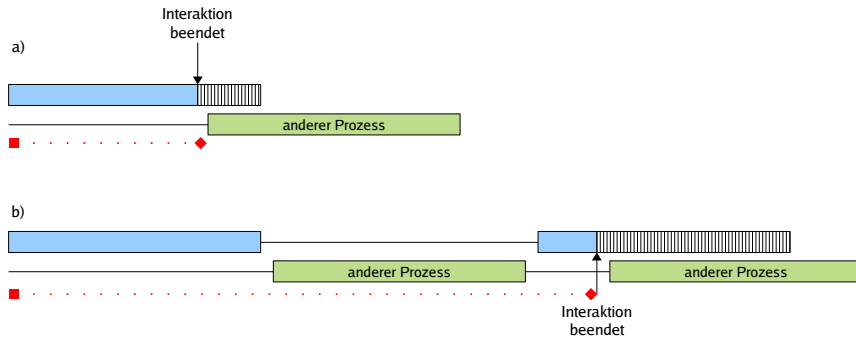 Interaktion
beendet
a)
anderer Prozess
b)
anderer Prozess
anderer Prozess
Interaktion
beendet